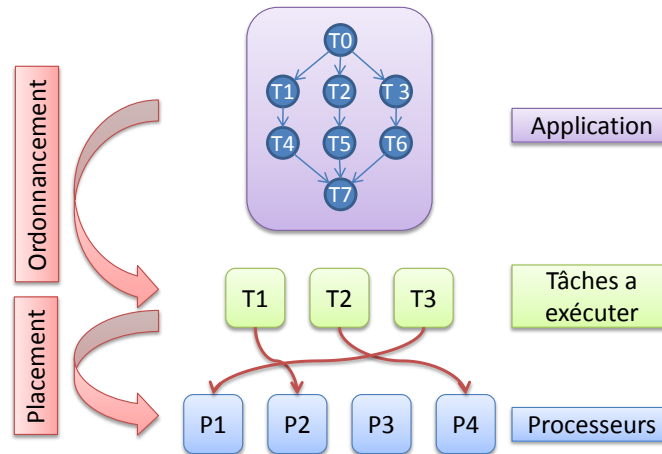 T0
T1 T2 T 3
T4 T5 T6
T7
Application
Ordonnancement
T1 T2 T3
Tâches a
exécuter
Placement
P1 P2 P3 P4
Processeurs